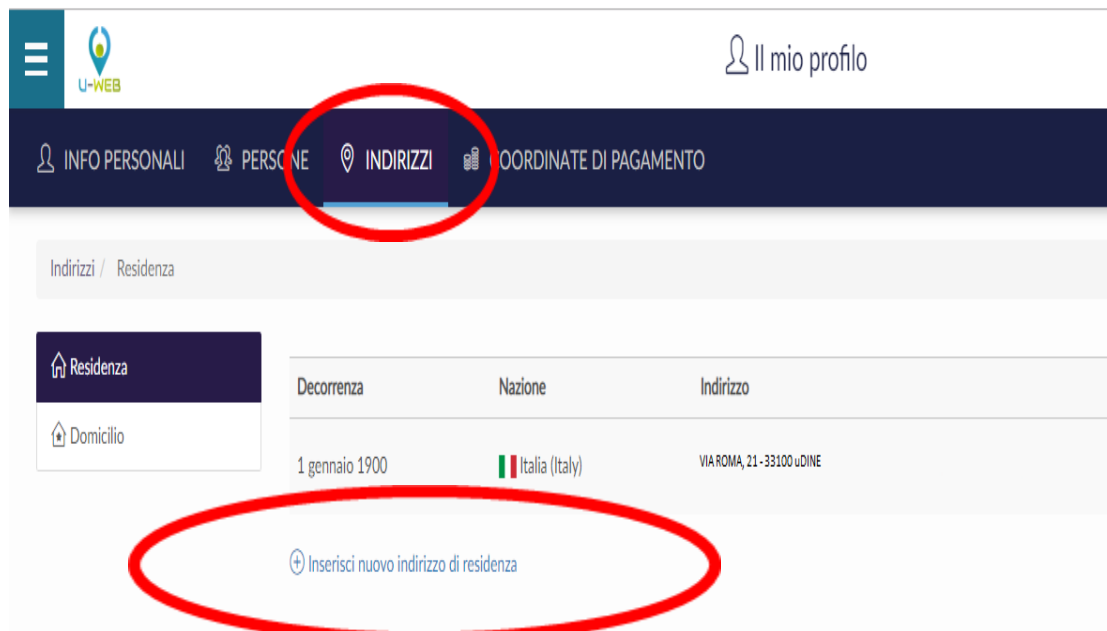 U-WEB
Il mio profilo
INFO PERSONALI PERSONE INDIRIZZI COORDINATE DI PAGAMENTO
Indirizzi / Residenza
Residenza
Domicilio
Decorrenza Nazione Indirizzo
1 gennaio 1900 Italia (Italy) VIA ROMA, 21 - 33100 uDINE
Inserisci nuovo indirizzo di residenza